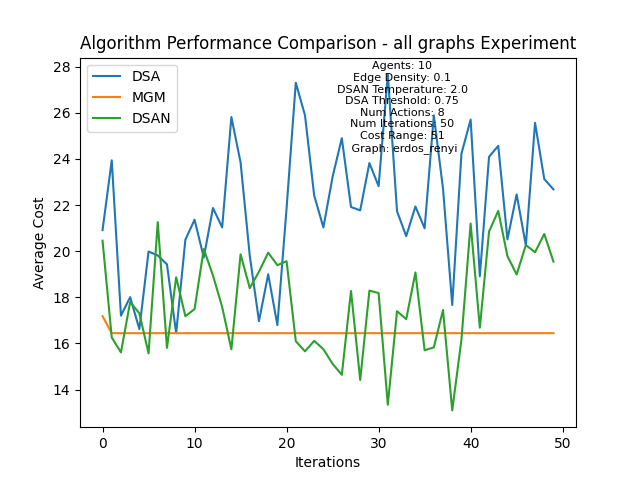 Algorithm Performance Comparison - all graphs Experiment
DSA
MGM
DSAN
Agents: 10
Edge Density: 0.1
DSAN Temperature: 2.0
DSA Threshold: 0.75
Num Actions: 8
Num Iterations: 50
Cost Range: 51
Graph: erdos_renyi
28
26
24
22
20
18
16
14
Average Cost
0 10 20 30 40 50
Iterations